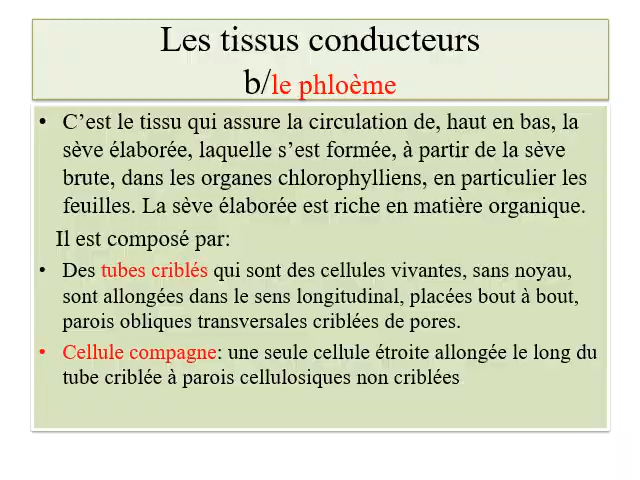 Les tissus conducteurs
b/le phloème
• C’est le tissu qui assure la circulation de, haut en bas, la
sève élaborée, laquelle s’est formée, à partir de la sève
brute, dans les organes chlorophylliens, en particulier les
feuilles. La sève élaborée est riche en matière organique.
Il est composé par:
• Des tubes criblés qui sont des cellules vivantes, sans noyau,
sont allongées dans le sens longitudinal, placées bout à bout,
parois obliques transversales criblées de pores.
• Cellule compagne: une seule cellule étroite allongée le long du
tube criblée à parois cellulosiques non criblées